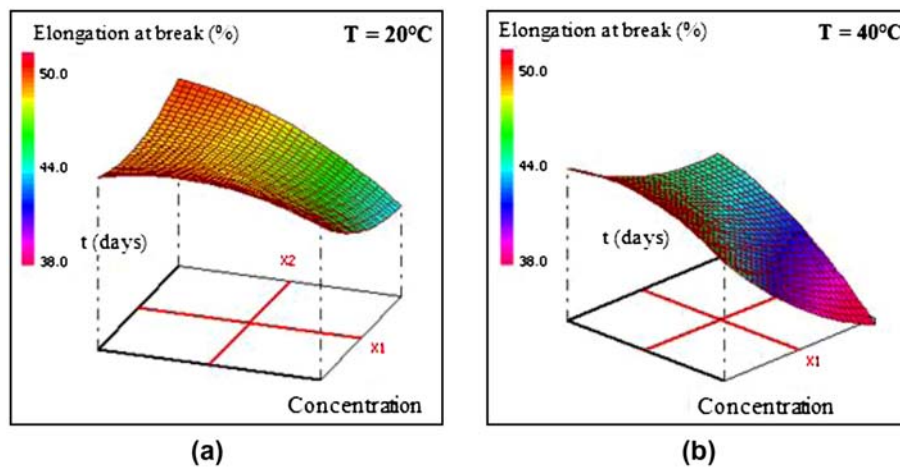 Elongation at break (%)
T = 20°C
50.0
44.0
38.0
t (days)
X2
X1
Concentration
(a)
Elongation at break (%)
T = 40°C
50.0
44.0
38.0
t (days)
X1
Concentration
(b)